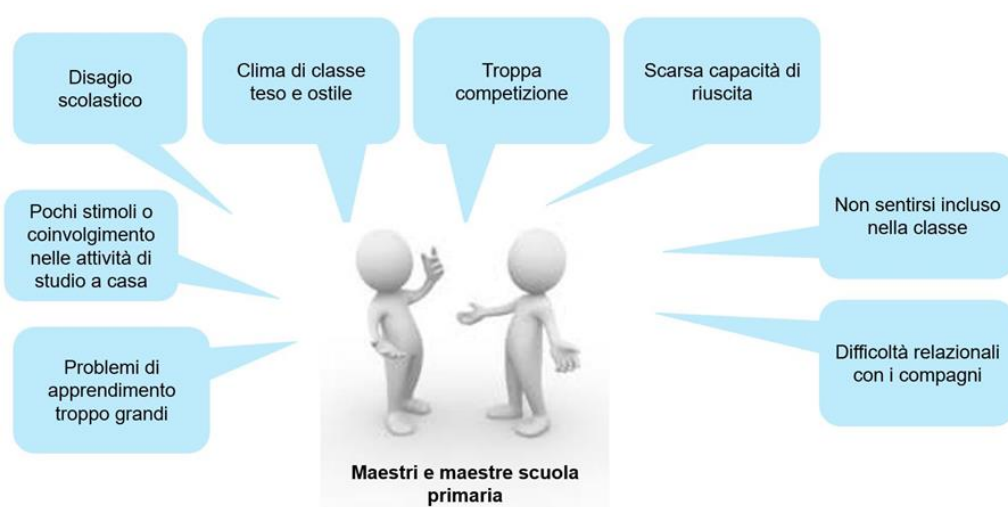 Disagio
scolastico
Clima di classe
teso e ostile
Troppa
competizione
Scarsa capacità di
riuscita
Pochi stimoli o
coinvolgimento
nelle attività di
studio a casa
Non sentirsi incluso
nella classe
Problemi di
apprendimento
troppo grandi
Difficoltà relazionali
con i compagni
Maestri e maestre scuola
primaria